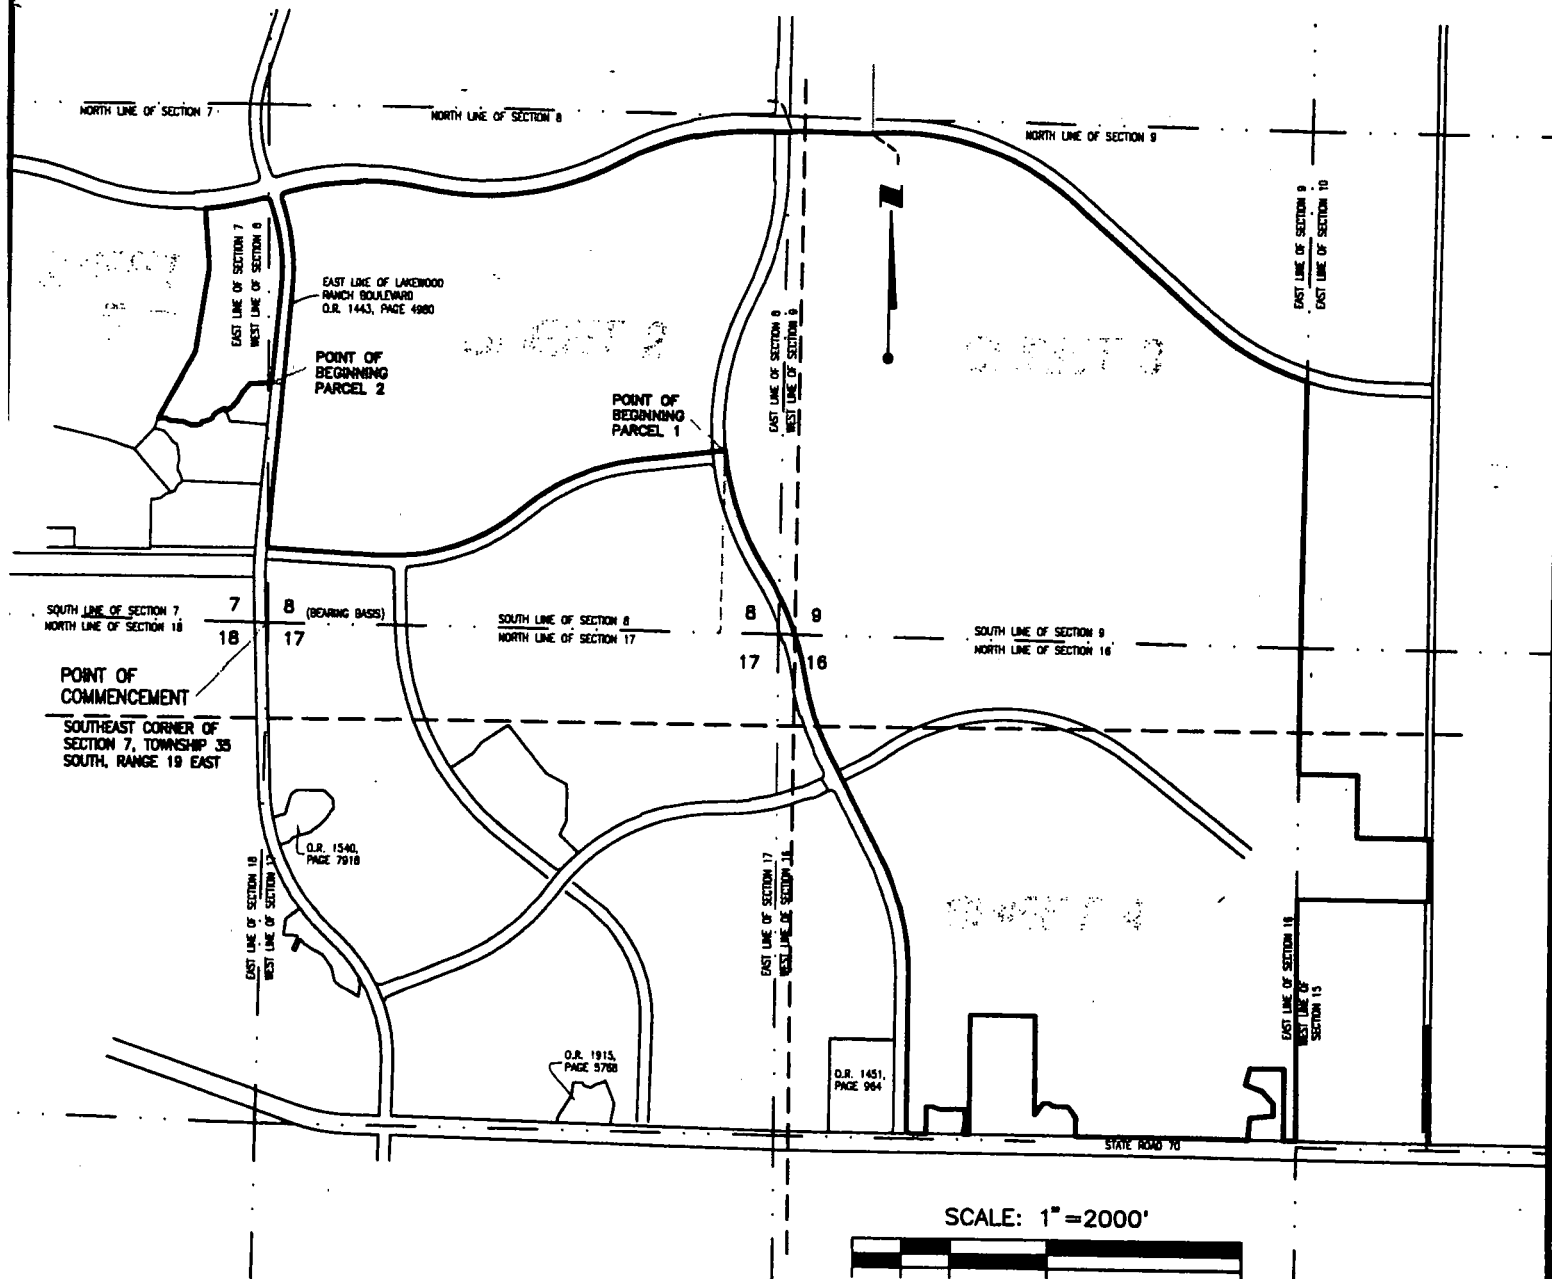 NORTH LINE OF SECTION 7
NORTH LINE OF SECTION 8
NORTH LINE OF SECTION 9
EAST LINE OF SECTION 9
EAST LINE OF SECTION 10
EAST LINE OF SECTION 7
WEST LINE OF SECTION 8
EAST LINE OF LAKEWOOD
RANCH BOULEVARD
O.R. 1443, PAGE 4980
EAST LINE OF SECTION 8
WEST LINE OF SECTION 9
POINT OF
BEGINNING
PARCEL 2
POINT OF
BEGINNING
PARCEL 1
SOUTH LINE OF SECTION 7
NORTH LINE OF SECTION 18
7
8
(BEARING BASIS)
18
17
SOUTH LINE OF SECTION 8
NORTH LINE OF SECTION 17
8
9
17
16
SOUTH LINE OF SECTION 9
NORTH LINE OF SECTION 16
POINT OF
COMMENCEMENT
SOUTHEAST CORNER OF
SECTION 7, TOWNSHIP 35
SOUTH, RANGE 19 EAST
O.R. 1540,
PAGE 7918
EAST LINE OF SECTION 18
WEST LINE OF SECTION 17
EAST LINE OF SECTION 17
WEST LINE OF SECTION 16
EAST LINE OF SECTION 16
WEST LINE OF
SECTION 15
O.R. 1915,
PAGE 5768
O.R. 1451,
PAGE 964
STATE ROAD 70
SCALE: 1"=2000'